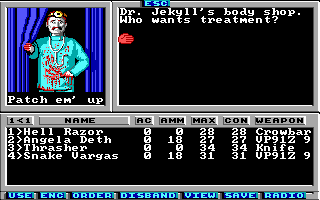 ESC
Dr. Jekyll's body shop.
Who wants treatment?
Patch em' up
1<1 NAME AC AMM MAX CON WEAPON
1>Hell Razor 0 0 28 28 Crowbar
2>Angela Deth 0 18 27 27 VP91Z 9
3>Thrasher 0 0 34 34 Knife
4>Snake Vargas 0 18 31 31 VP91Z 9
USE ENC ORDER DISBAND VIEW SAVE RADIO